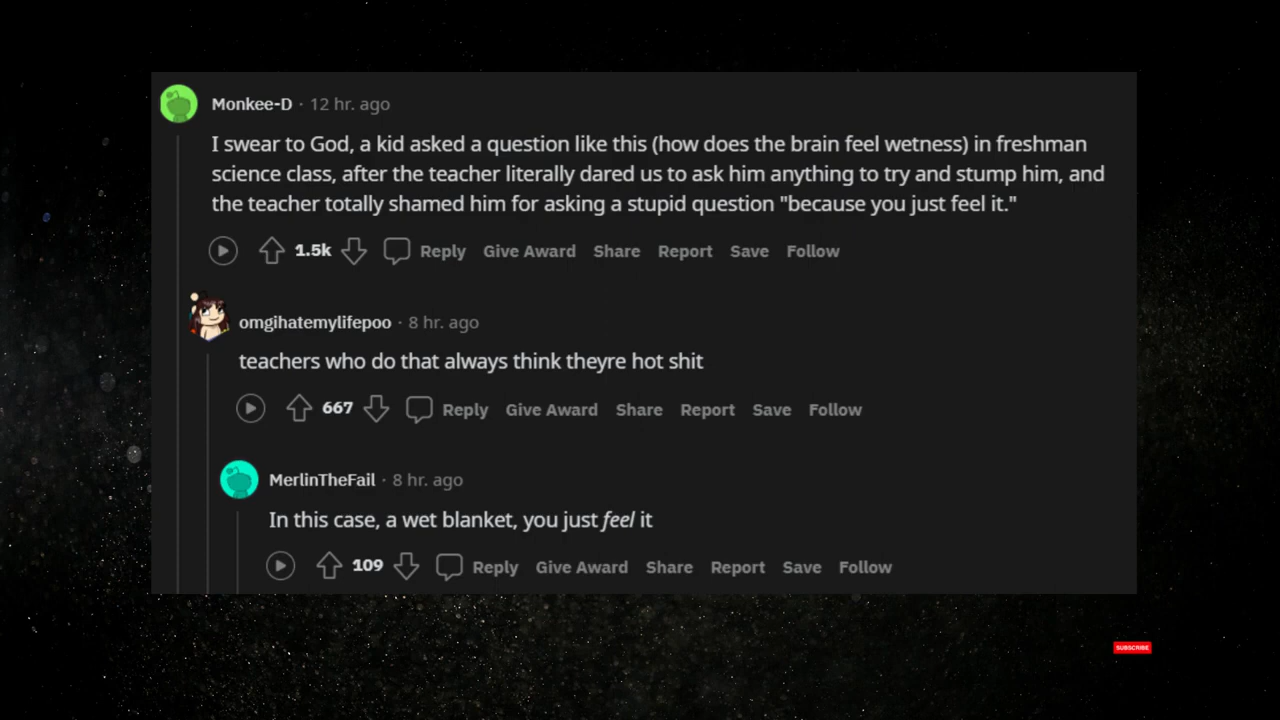 Monkee-D · 12 hr. ago
I swear to God, a kid asked a question like this (how does the brain feel wetness) in freshman
science class, after the teacher literally dared us to ask him anything to try and stump him, and
the teacher totally shamed him for asking a stupid question "because you just feel it."
1.5k Reply Give Award Share Report Save Follow
omgihatemylifepoo · 8 hr. ago
teachers who do that always think theyre hot shit
667 Reply Give Award Share Report Save Follow
MerlinTheFail · 8 hr. ago
In this case, a wet blanket, you just feel it
109 Reply Give Award Share Report Save Follow
SUBSCRIBE